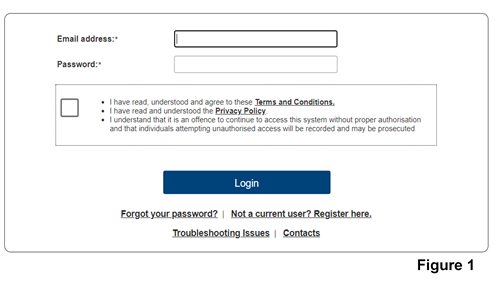 Email address:*
Password:*
• I have read, understood and agree to these Terms and Conditions.
• I have read and understood the Privacy Policy
• I understand that it is an offence to continue to access this system without proper authorisation
and that individuals attempting unauthorised access will be recorded and may be prosecuted
Login
Forgot your password? | Not a current user? Register here.
Troubleshooting Issues | Contacts
Figure 1